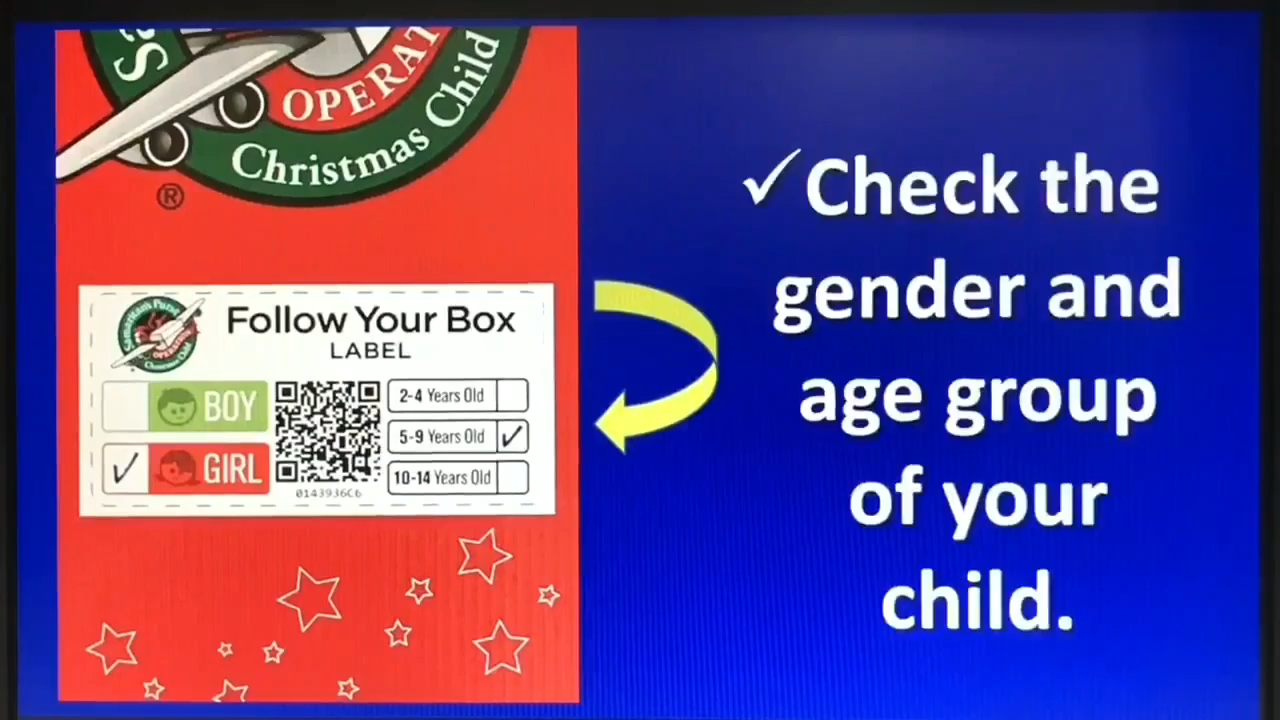 OPERAT
Christmas Child
®
Follow Your Box
LABEL
BOY
GIRL
2-4 Years Old
5-9 Years Old
10-14 Years Old
0143936C6
✓ Check the
gender and
age group
of your
child.